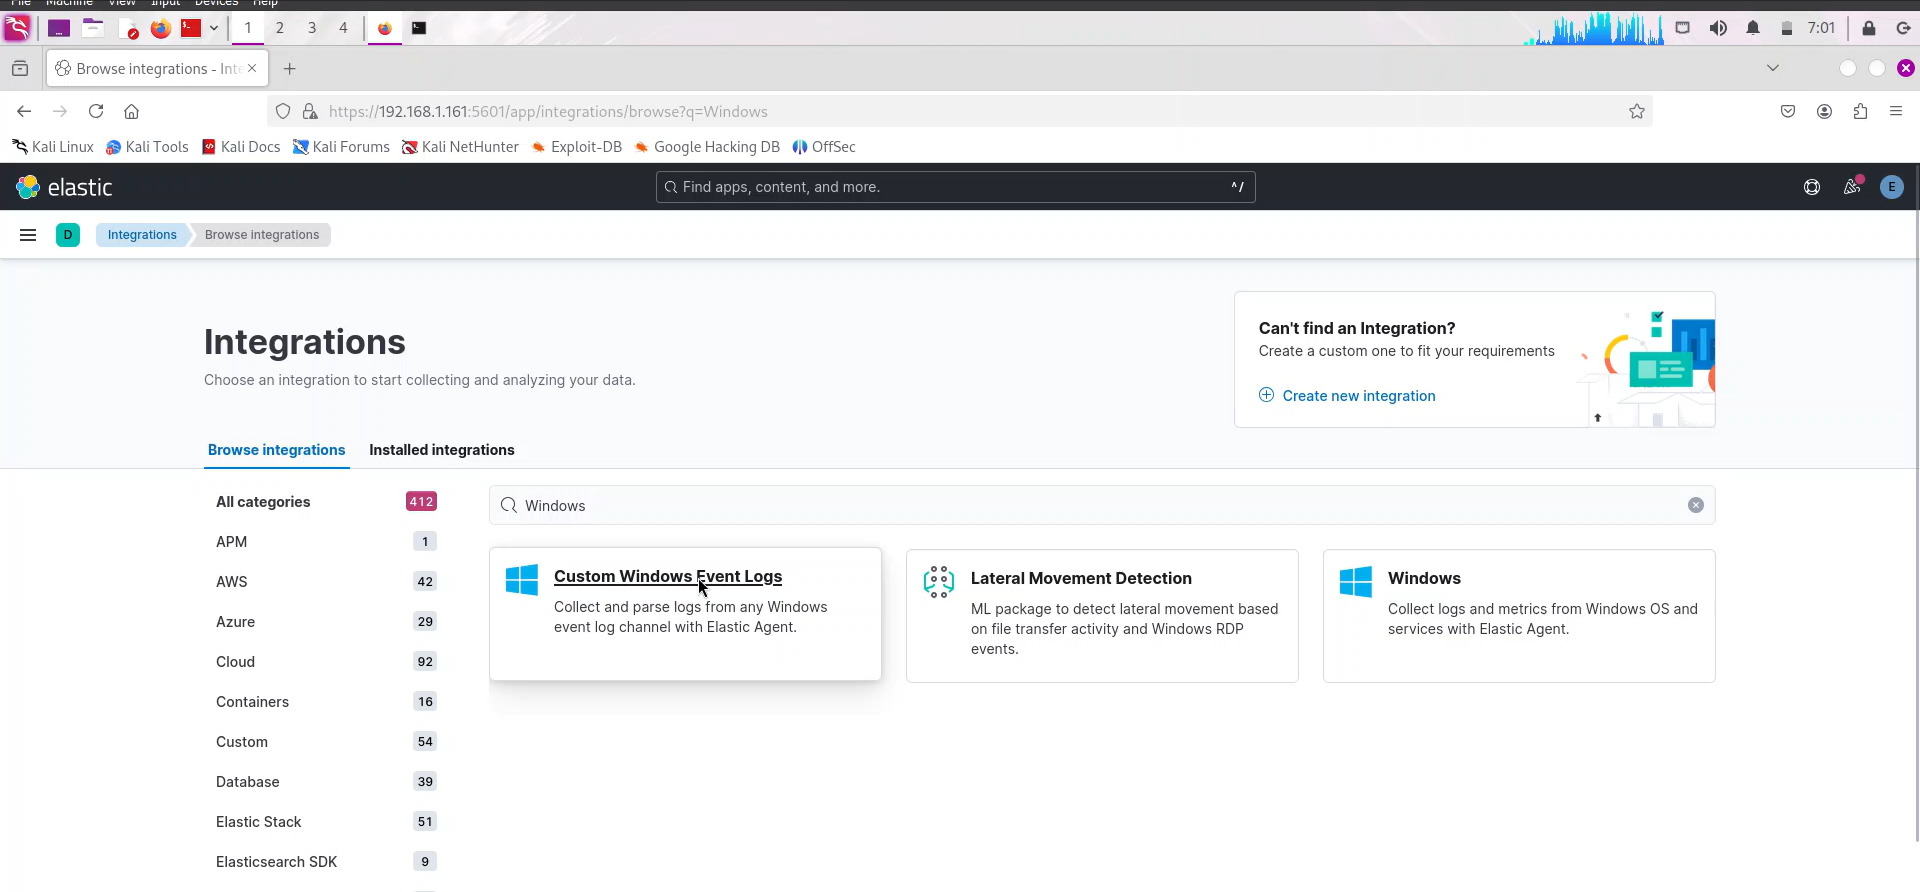 File Machine View Input Devices Help
1 2 3 4 7:01
Browse integrations - Inte
https://192.168.1.161:5601/app/integrations/browse?q=Windows
Kali Linux Kali Tools Kali Docs Kali Forums Kali NetHunter Exploit-DB Google Hacking DB OffSec
elastic Find apps, content, and more. ^/ E
D Integrations Browse integrations
Integrations
Choose an integration to start collecting and analyzing your data.
Can't find an Integration?
Create a custom one to fit your requirements
Create new integration
Browse integrations Installed integrations
All categories 412
APM 1
AWS 42
Azure 29
Cloud 92
Containers 16
Custom 54
Database 39
Elastic Stack 51
Elasticsearch SDK 9
Windows
Custom Windows Event Logs
Collect and parse logs from any Windows
event log channel with Elastic Agent.
Lateral Movement Detection
ML package to detect lateral movement based
on file transfer activity and Windows RDP
events.
Windows
Collect logs and metrics from Windows OS and
services with Elastic Agent.